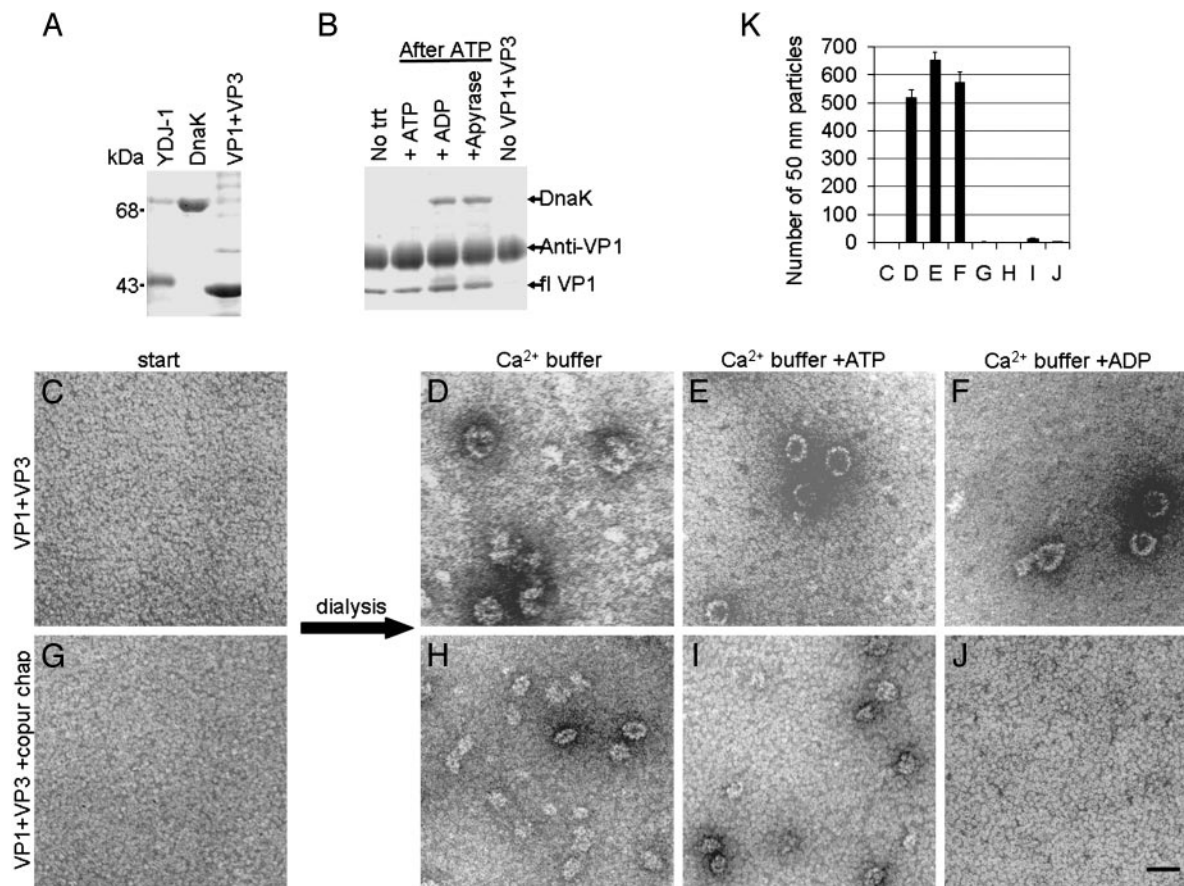 A
YDJ-1
DnaK
VP1+VP3
kDa
68-
43-
B
After ATP
No trt
+ ATP
+ ADP
+Apyrase
No VP1+VP3
DnaK
Anti-VP1
fl VP1
K
Number of 50 nm particles
700
600
500
400
300
200
100
0
C D E F G H I J
start
Ca²⁺ buffer
Ca²⁺ buffer +ATP
Ca²⁺ buffer +ADP
VP1+VP3
C
D
E
F
dialysis
VP1+VP3 +copur chap
G
H
I
J